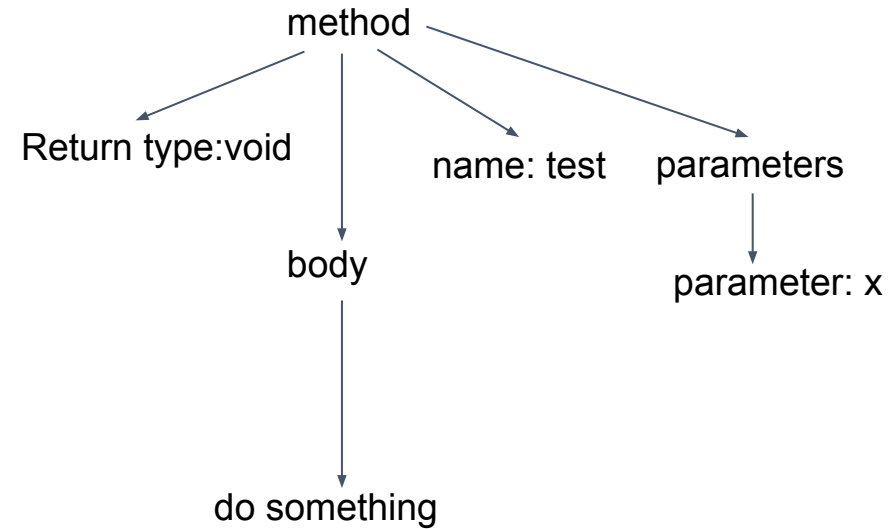 method
Return type:void
name: test
parameters
body
parameter: x
do something